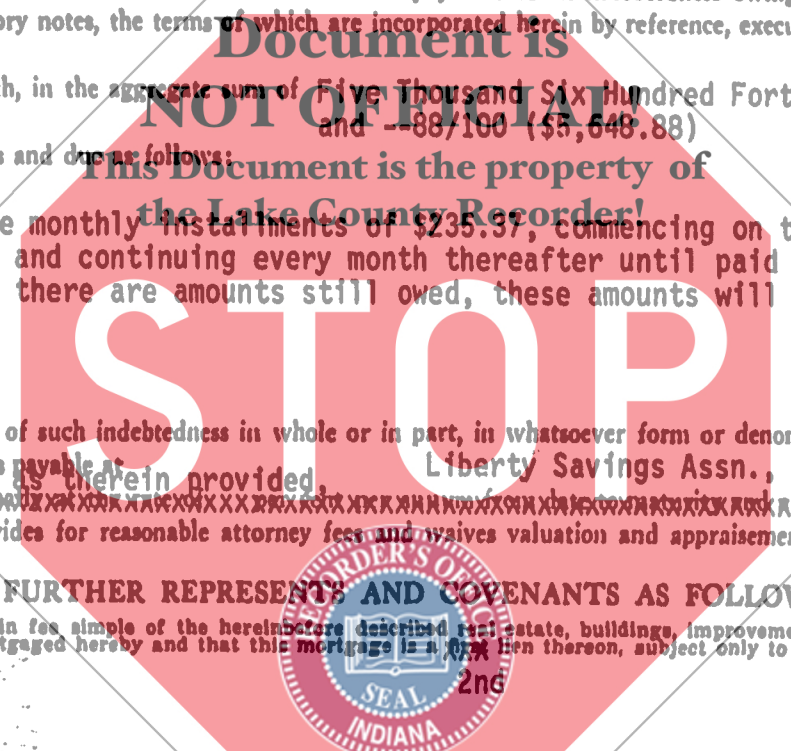 ory notes, the terms of which are incorporated herein by reference, execu
Document is
h, in the aggregate sum of Five Thousand Six Hundred Fort
NOT OFFICIAL!
and --88/100 ($5,648.88)
s and due as follows:
This Document is the property of
the Lake County Recorder!
e monthly installments of $235.37, commencing on t
and continuing every month thereafter until paid
there are amounts still owed, these amounts will
STOP
of such indebtedness in whole or in part, in whatsoever form or denom
s payable at
as therein provided, Liberty Savings Assn.,
ides for reasonable attorney fees and waives valuation and appraisemen
FURTHER REPRESENTS AND COVENANTS AS FOLLOW
in fee simple of the hereinbefore described real estate, buildings, improveme
tgaged hereby and that this mortgage is a lien thereon, subject only to
2nd
RECORDER'S OFFICE
SEAL
INDIANA